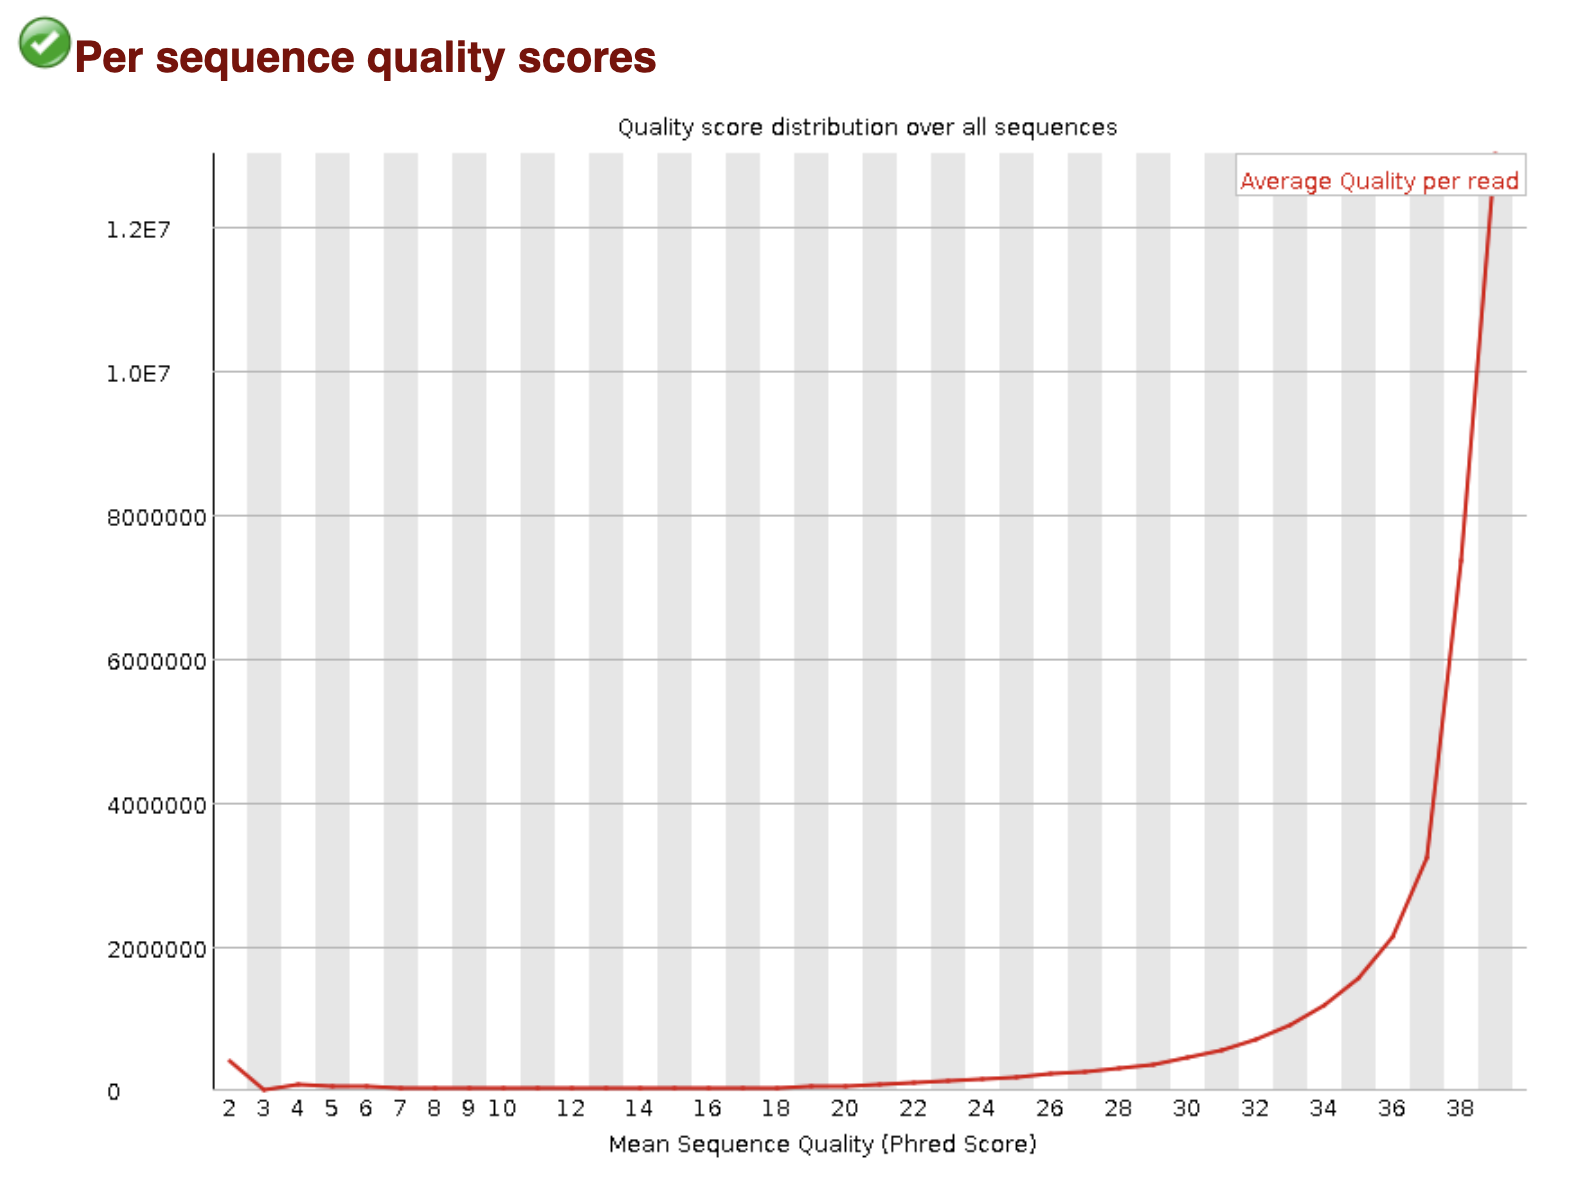 Per sequence quality scores
Quality score distribution over all sequences
Average Quality per read
1.2E7
1.0E7
8000000
6000000
4000000
2000000
0
2 3 4 5 6 7 8 9 10 12 14 16 18 20 22 24 26 28 30 32 34 36 38
Mean Sequence Quality (Phred Score)